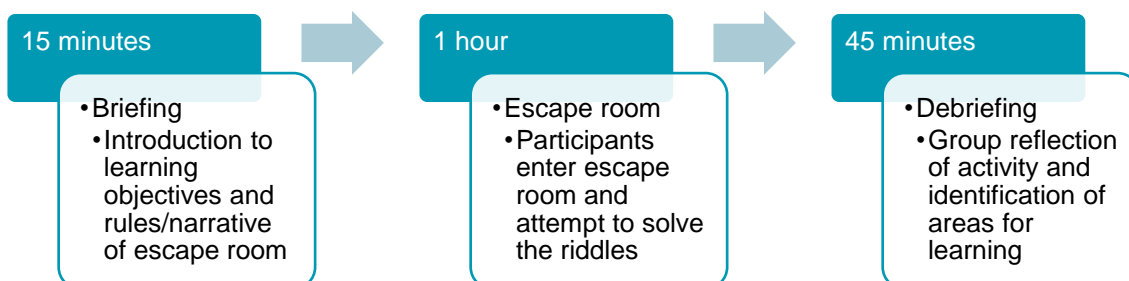 15 minutes
•Briefing
•Introduction to
learning
objectives and
rules/narrative
of escape room
1 hour
•Escape room
•Participants
enter escape
room and
attempt to solve
the riddles
45 minutes
•Debriefing
•Group reflection
of activity and
identification of
areas for
learning